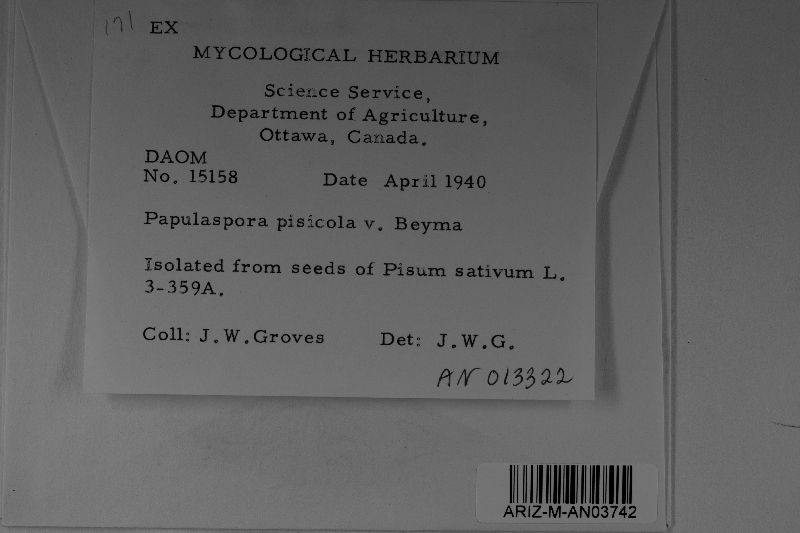 171 EX
MYCOLOGICAL HERBARIUM
Science Service,
Department of Agriculture,
Ottawa, Canada.
DAOM
No. 15158 Date April 1940
Papulaspora pisicola v. Beyma
Isolated from seeds of Pisum sativum L.
3-359A.
Coll: J.W.Groves Det: J.W.G.
AN 013322
ARIZ-M-AN03742